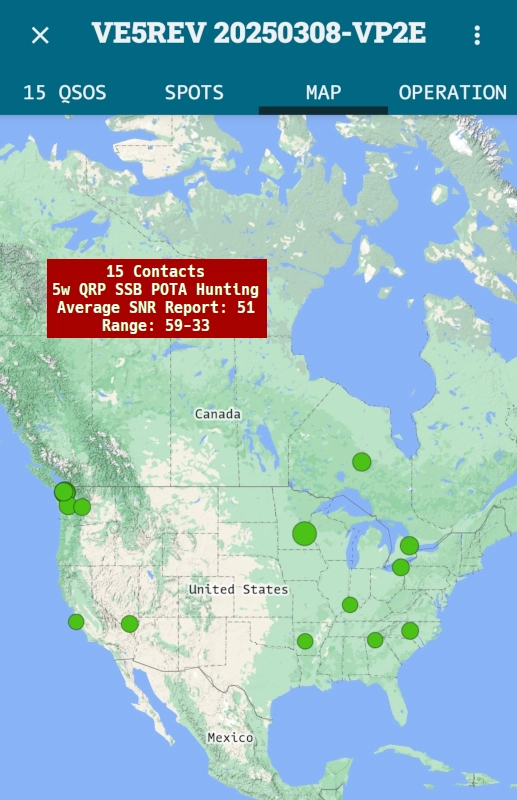 VE5REV 20250308-VP2E
15 QSOS SPOTS MAP OPERATION
15 Contacts
5w QRP SSB POTA Hunting
Average SNR Report: 51
Range: 59-33
Canada
United States
Mexico